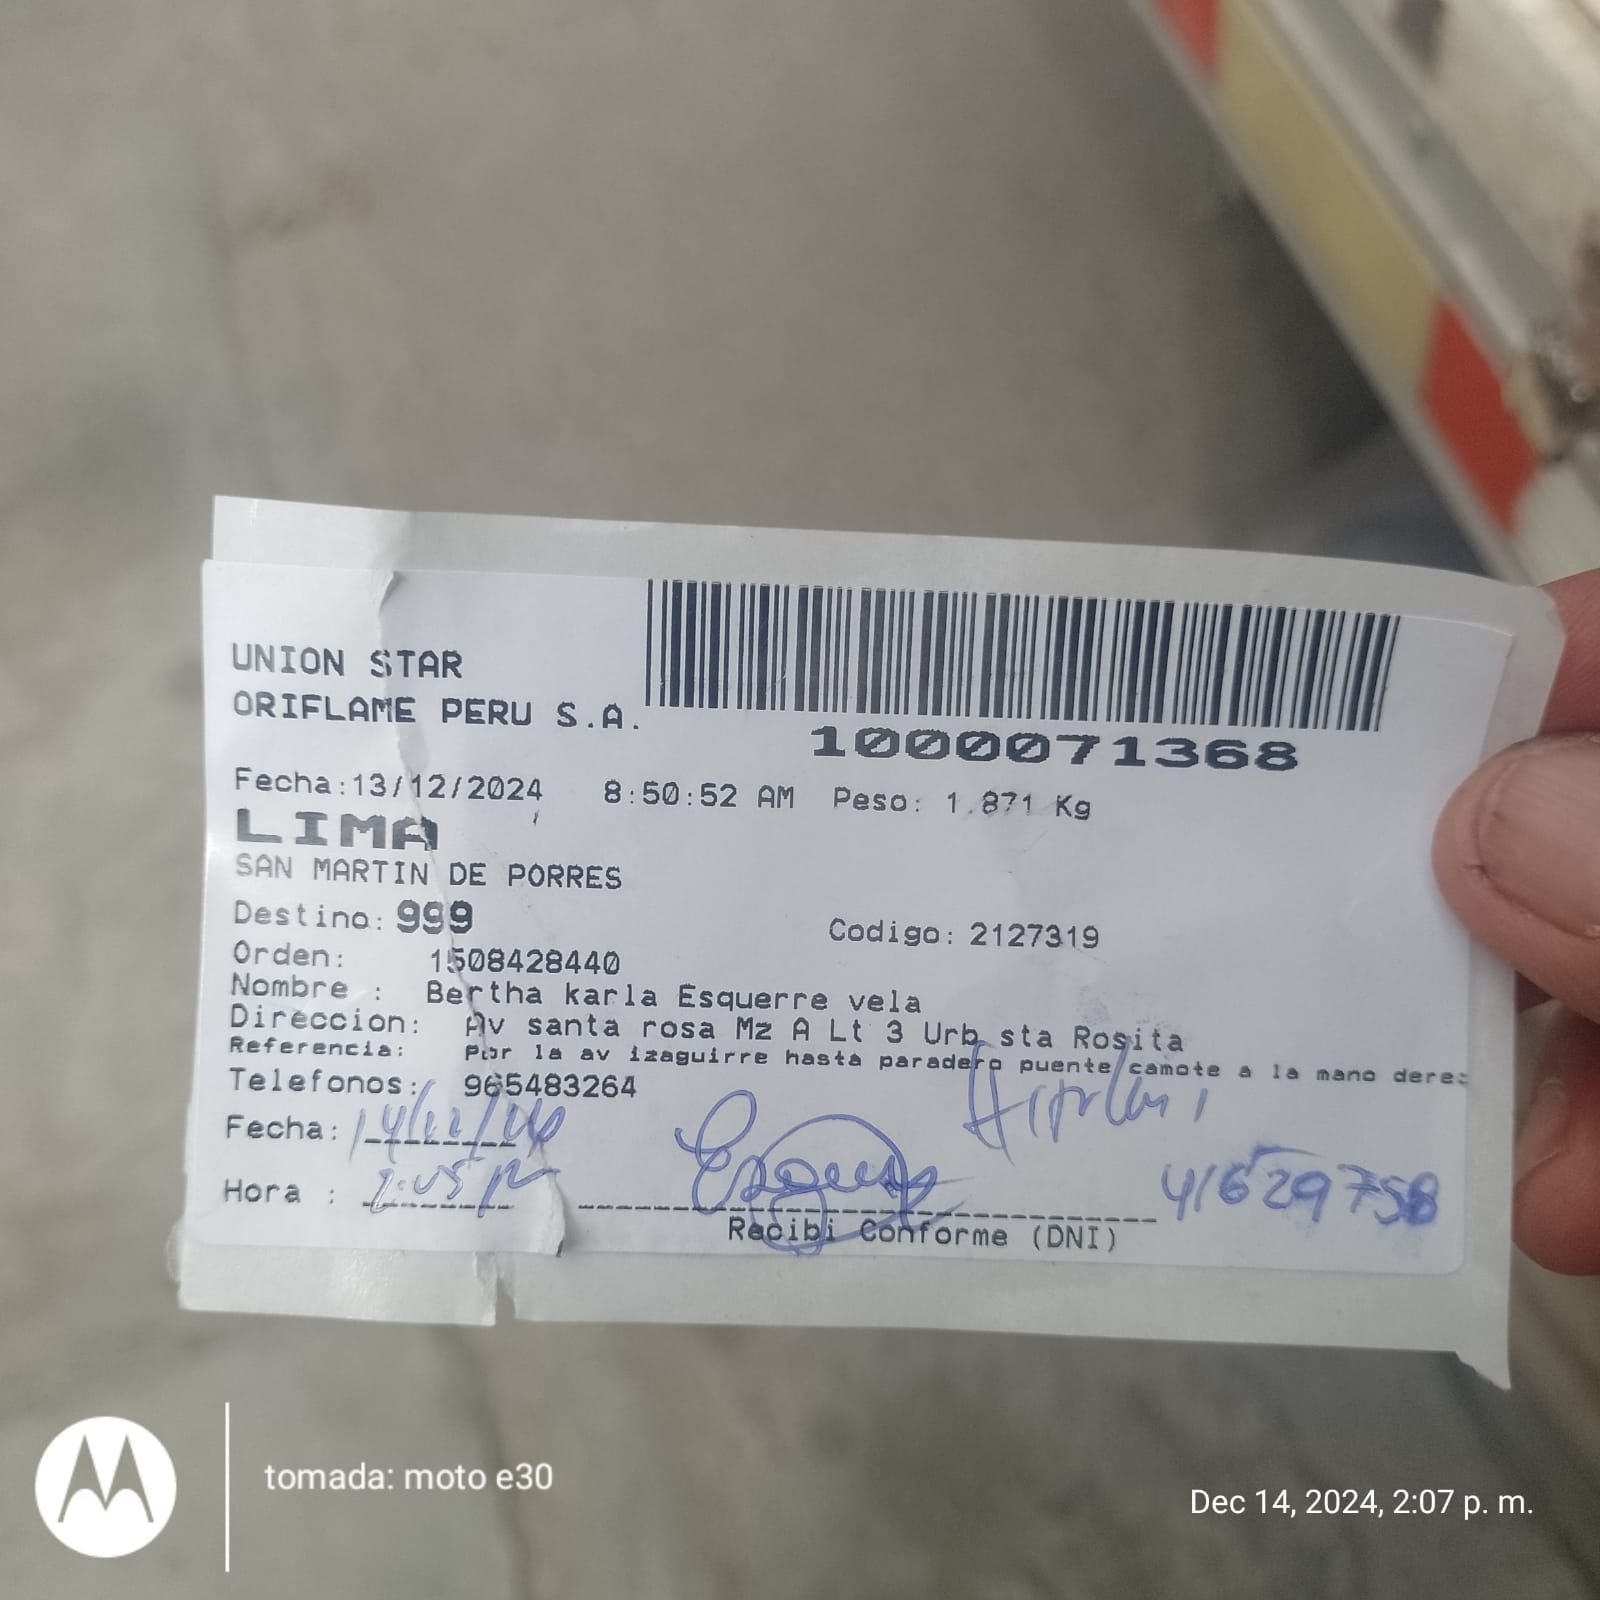 UNION STAR
ORIFLAME PERU S.A.
1000071368
Fecha:13/12/2024 8:50:52 AM Peso: 1.871 Kg
LIMA
SAN MARTIN DE PORRES
Destino: 999 Codigo: 2127319
Orden: 1508428440
Nombre : Bertha karla Esquerre vela
Direccion: Av santa rosa Mz A Lt 3 Urb sta Rosita
Referencia: Por la av izaguirre hasta paradero puente camote a la mano derec
Telefonos: 965483264
Fecha: 14/12/24
Hora : 2:05 p
41629758
Recibi Conforme (DNI)
tomada: moto e30
Dec 14, 2024, 2:07 p. m.